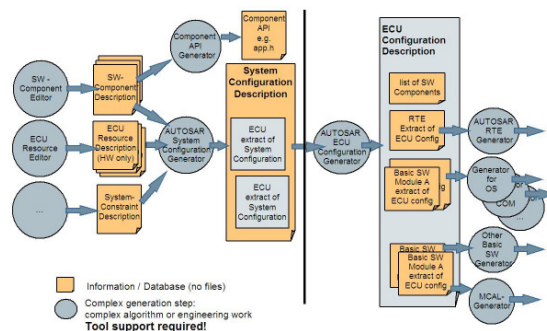 SW -
Component
Editor
SW-
Component
Description
Component
API
Generator
Component
API
e.g.
app.h
ECU
Resource
Editor
ECU
Resource
Description
(HW only)
AUTOSAR
System
Configuration
Generator
...
System-
Constraint
Description
System
Configuration
Description
ECU
extract of
System
Configuration
ECU
extract of
System
Configuration
AUTOSAR
ECU
Configuration
Generator
ECU
Configuration
Description
list of SW
Components
RTE
Extract of
ECU Config
AUTOSAR
RTE
Generator
Basic SW
Module A
extract of
ECU config
Generator
for
OS
COM
...
Basic SW
Basic SW
Module A
extract of
ECU config
Other
Basic SW
Generator
MCAL-
Generator
Information / Database (no files)
Complex generation step:
complex algorithm or engineering work
Tool support required!